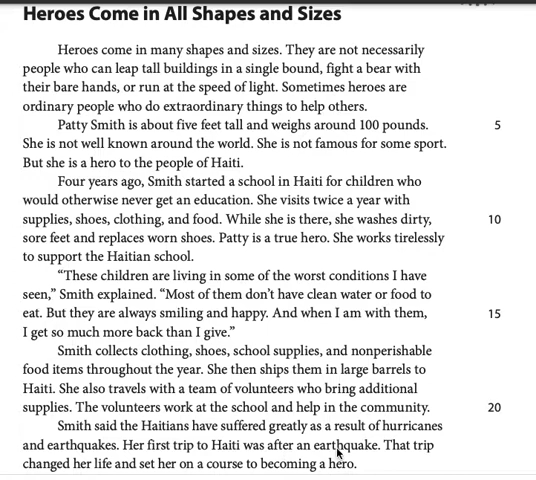 Heroes Come in All Shapes and Sizes
Heroes come in many shapes and sizes. They are not necessarily
people who can leap tall buildings in a single bound, fight a bear with
their bare hands, or run at the speed of light. Sometimes heroes are
ordinary people who do extraordinary things to help others.
Patty Smith is about five feet tall and weighs around 100 pounds. 5
She is not well known around the world. She is not famous for some sport.
But she is a hero to the people of Haiti.
Four years ago, Smith started a school in Haiti for children who
would otherwise never get an education. She visits twice a year with
supplies, shoes, clothing, and food. While she is there, she washes dirty, 10
sore feet and replaces worn shoes. Patty is a true hero. She works tirelessly
to support the Haitian school.
“These children are living in some of the worst conditions I have
seen,” Smith explained. “Most of them don’t have clean water or food to
eat. But they are always smiling and happy. And when I am with them, 15
I get so much more back than I give.”
Smith collects clothing, shoes, school supplies, and nonperishable
food items throughout the year. She then ships them in large barrels to
Haiti. She also travels with a team of volunteers who bring additional
supplies. The volunteers work at the school and help in the community. 20
Smith said the Haitians have suffered greatly as a result of hurricanes
and earthquakes. Her first trip to Haiti was after an earthquake. That trip
changed her life and set her on a course to becoming a hero.